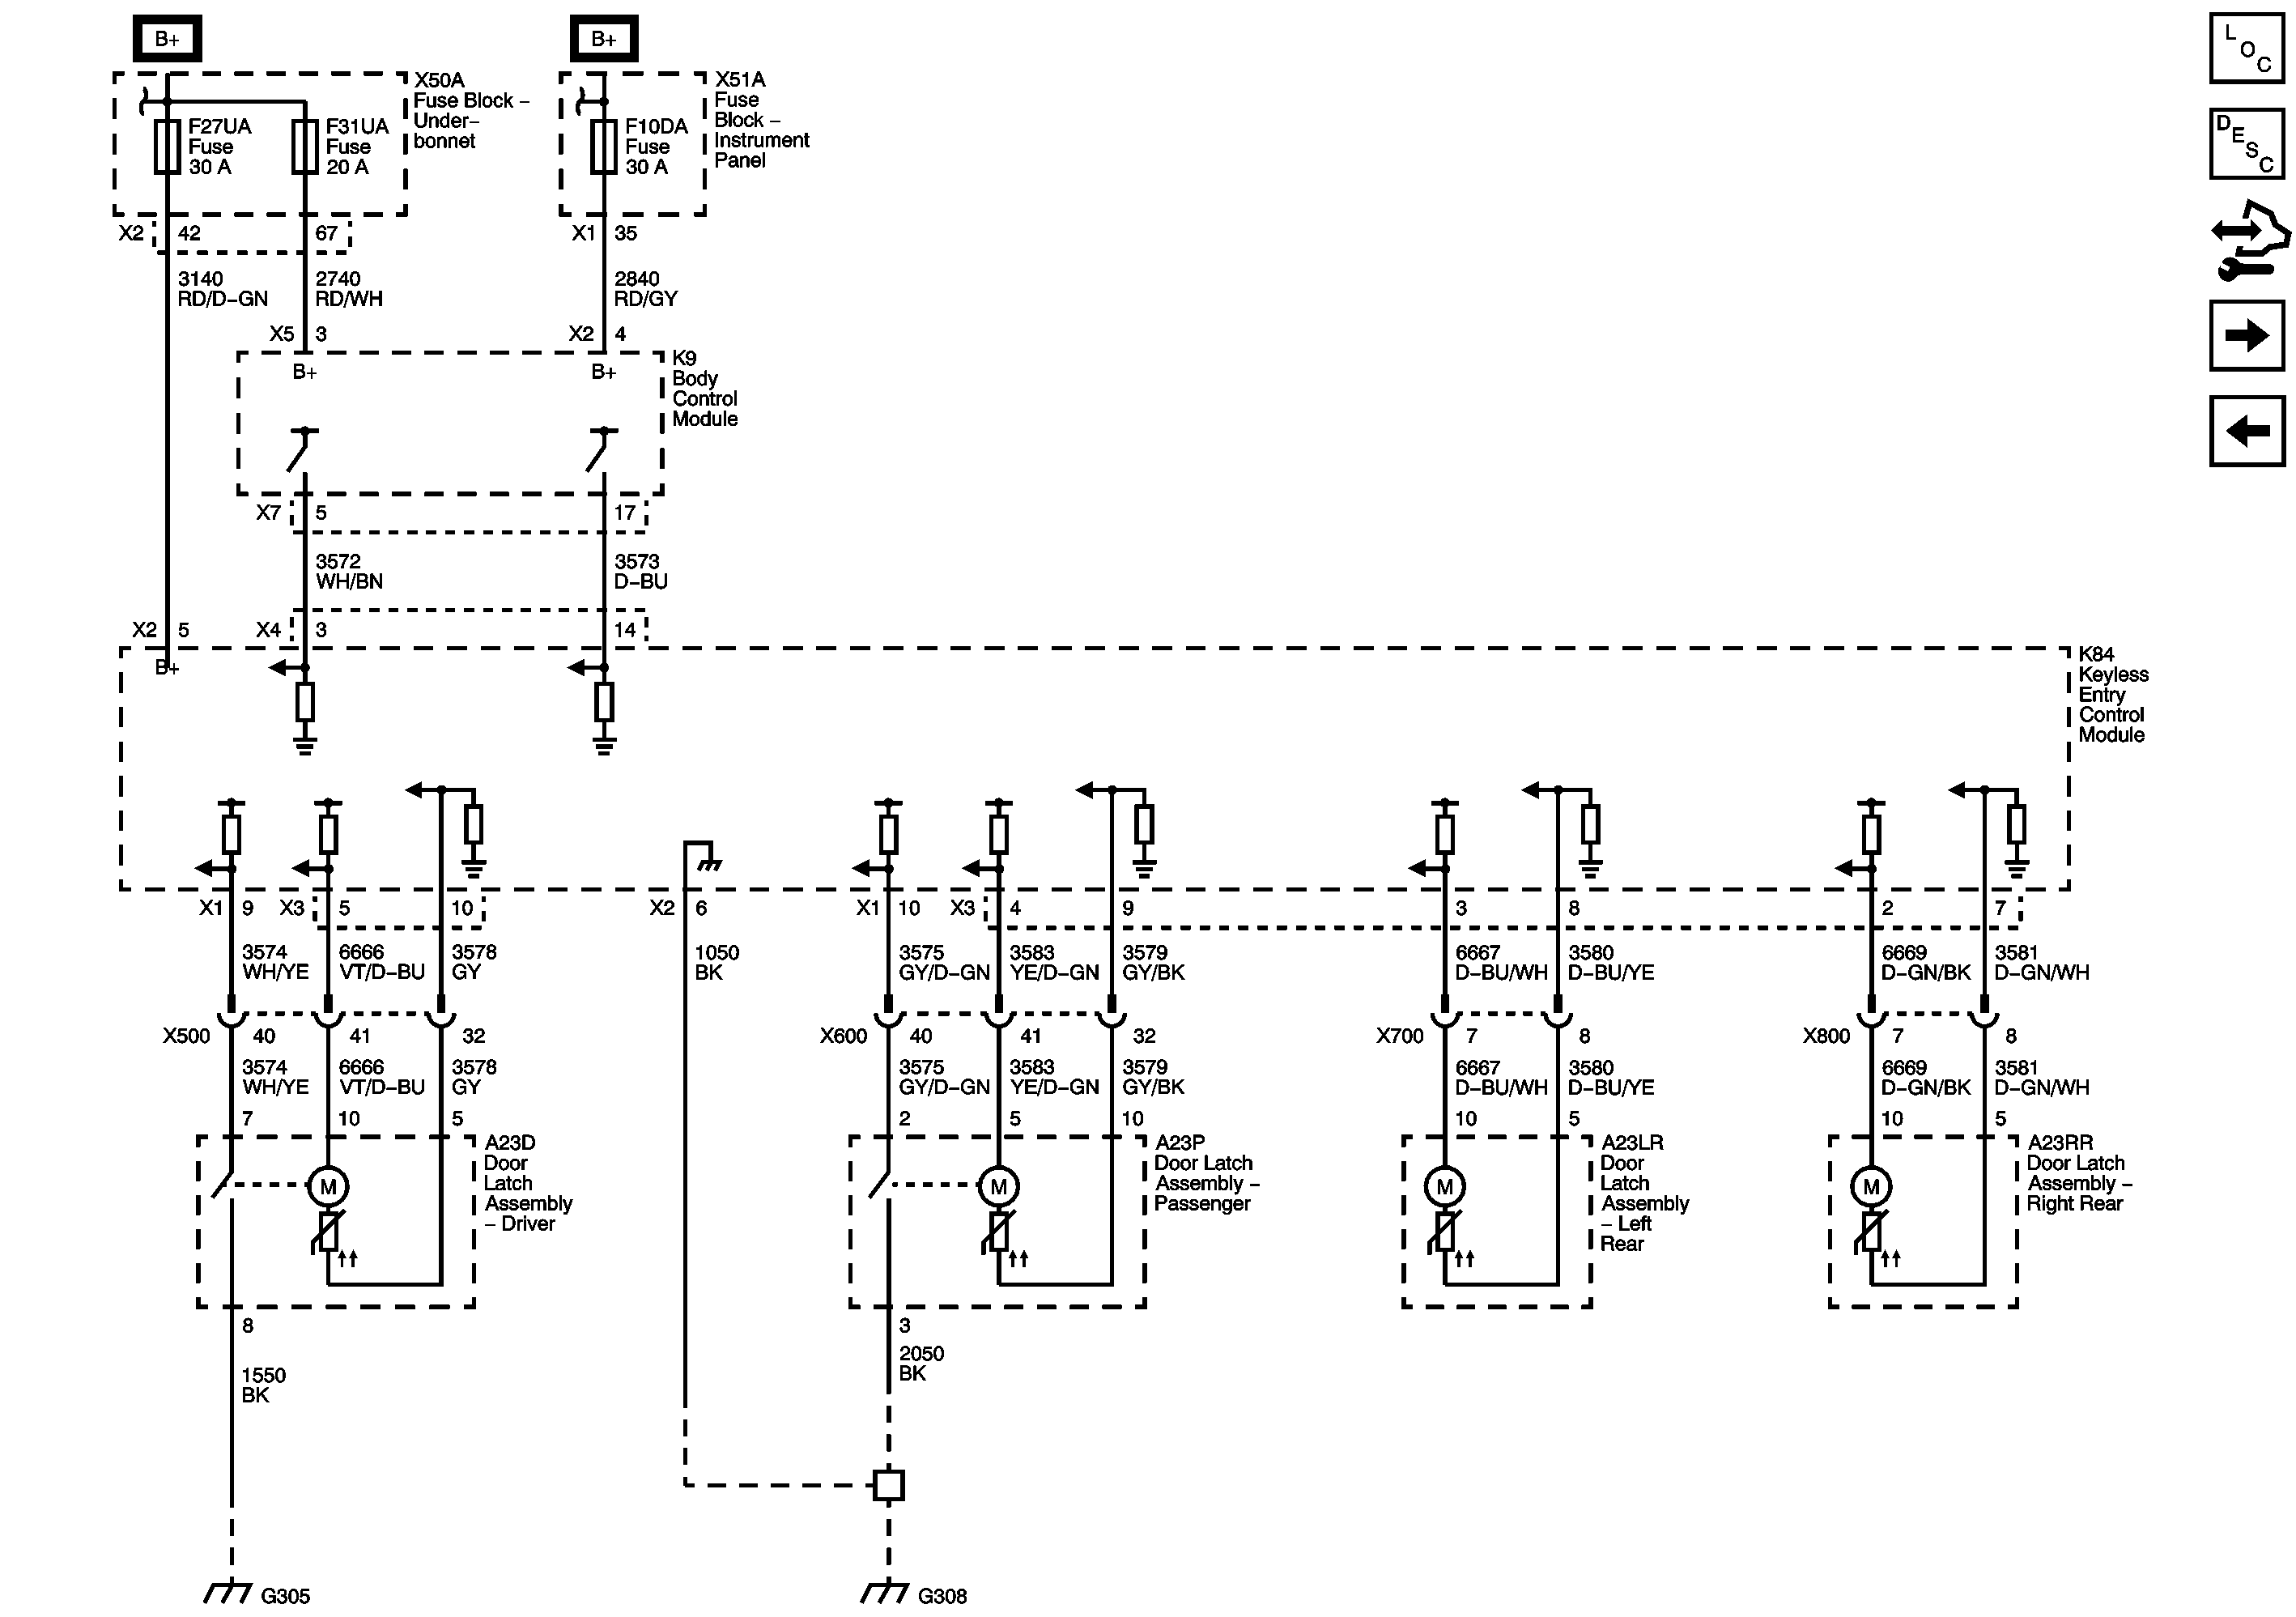 B+
B+
L
O
C
X50A
Fuse Block –
Under–
bonnet
F27UA
Fuse
30 A
F31UA
Fuse
20 A
X51A
Fuse
Block –
Instrument
Panel
F10DA
Fuse
30 A
D
E
S
C
X2 42 67
X1 35
3140
RD/D–GN
2740
RD/WH
2840
RD/GY
X5 3
X2 4
B+
B+
K9
Body
Control
Module
X7 5 17
3572
WH/BN
3573
D–BU
X2 5
X4 3 14
B+
K84
Keyless
Entry
Control
Module
X1 9 X3 5 10
X2 6
X1 10 X3 4 9
3 8
2 7
3574
WH/YE
6666
VT/D–BU
3578
GY
1050
BK
3575
GY/D–GN
3583
YE/D–GN
3579
GY/BK
6667
D–BU/WH
3580
D–BU/YE
6669
D–GN/BK
3581
D–GN/WH
X500 40 41 32
X600 40 41 32
X700 7 8
X800 7 8
3574
WH/YE
6666
VT/D–BU
3578
GY
3575
GY/D–GN
3583
YE/D–GN
3579
GY/BK
6667
D–BU/WH
3580
D–BU/YE
6669
D–GN/BK
3581
D–GN/WH
7 10 5
2 5 10
10 5
10 5
M
A23D
Door
Latch
Assembly
– Driver
M
A23P
Door Latch
Assembly –
Passenger
M
A23LR
Door
Latch
Assembly
– Left
Rear
M
A23RR
Door Latch
Assembly –
Right Rear
8
1550
BK
3
2050
BK
G305
G308